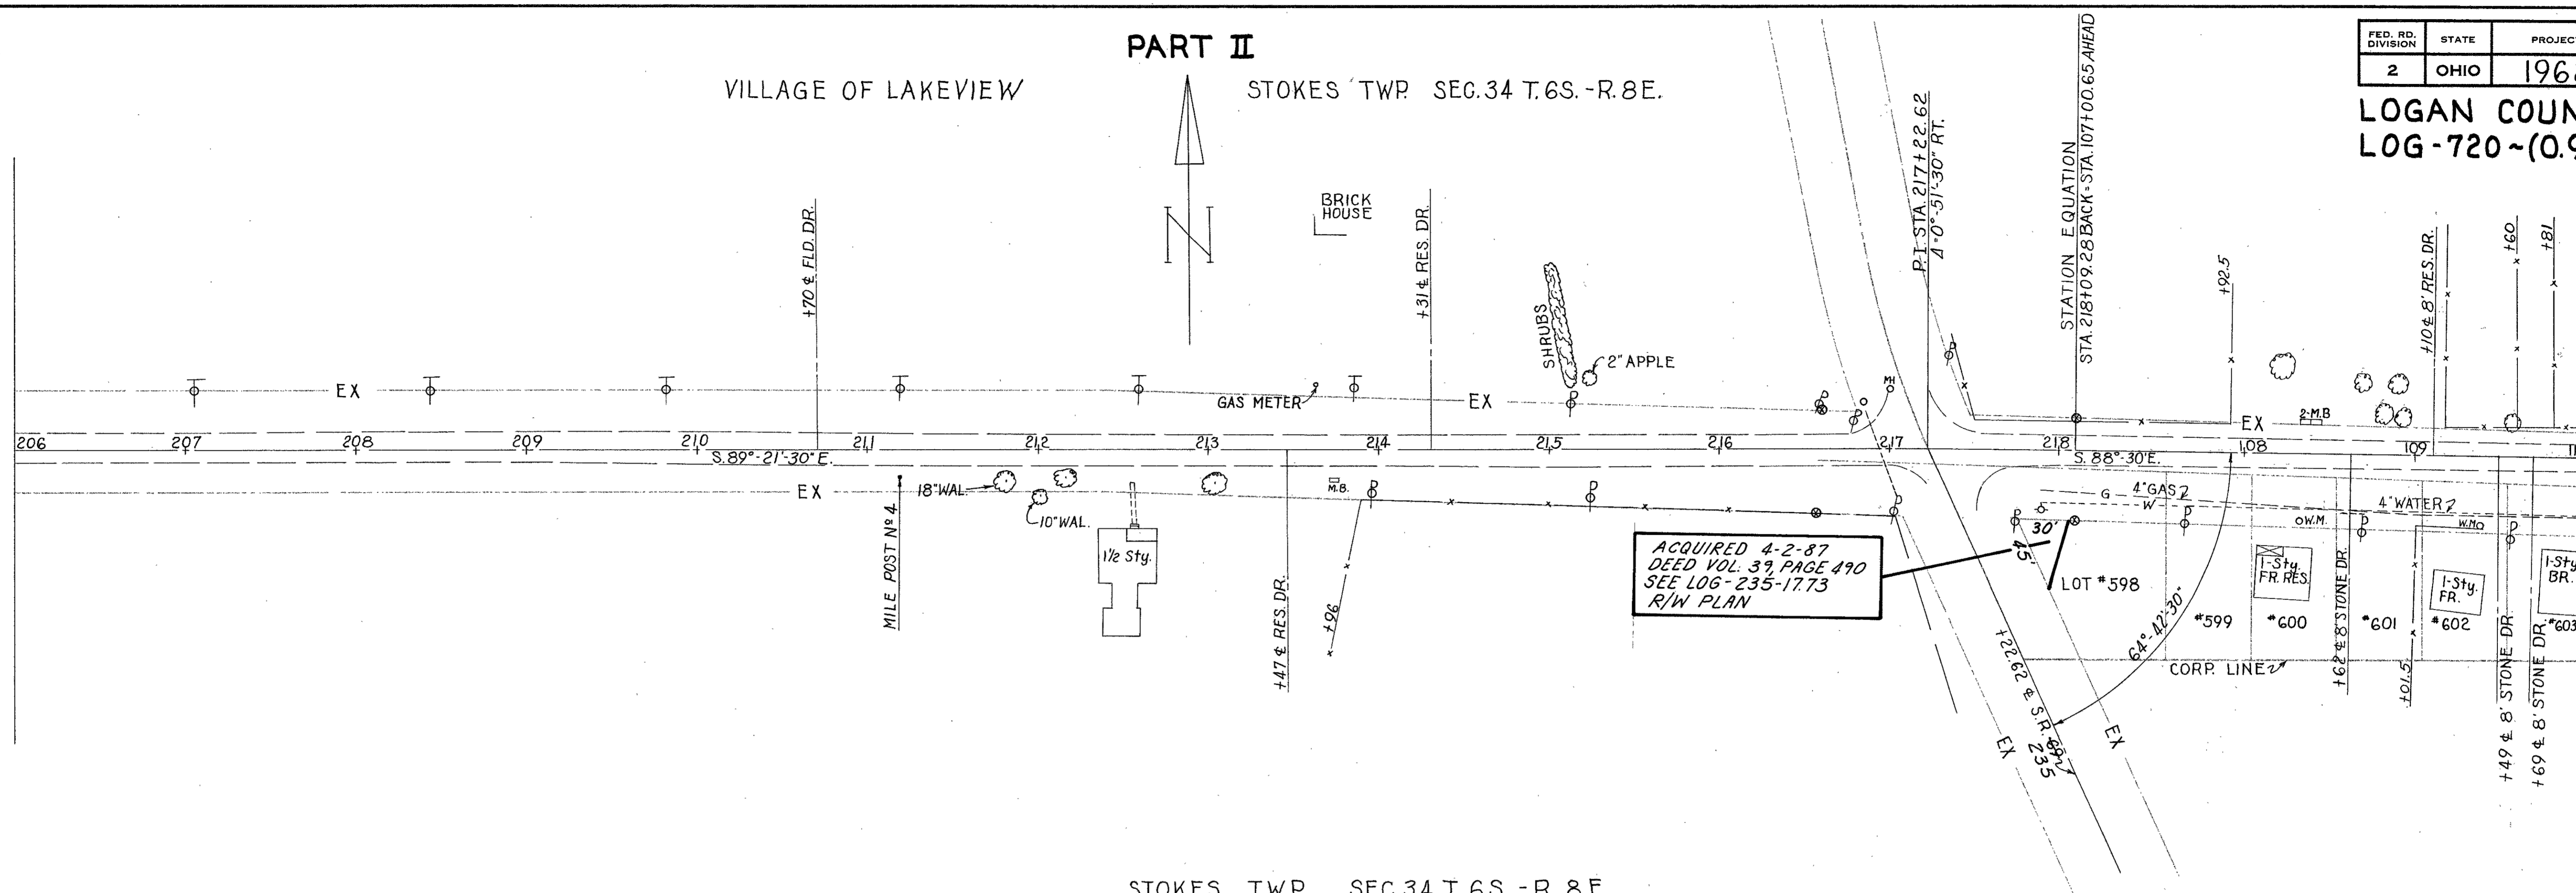 PART II
VILLAGE OF LAKEVIEW
STOKES TWP. SEC. 34 T. 6S. - R. 8E.
FED. RD. DIVISION
STATE
2
OHIO
LOGAN
LOG-720~(0.
+70 ℄ FLD. DR.
N
BRICK
HOUSE
+31 ℄ RES. DR.
SHRUBS
2" APPLE
P.I. STA. 217+22.62
Δ=0°-51'-30" RT.
STATION EQUATION
STA. 218+09.28 BACK = STA. 107+00.65 AHEAD
+92.5
+10 ℄ 8' RES. DR.
+60
+81
EX
GAS METER
EX
MH
2-M.B
EX
206 207 208 209 210 211 212 213 214 215 216 217 218 108 109
S. 89°-21'-30" E.
S. 88°-30' E.
MILE POST Nº 4
EX
18" WAL.
10" WAL.
1½ Sty.
M.B.
+47 ℄ RES. DR.
+96
G
4" GAS
W
4" WATER
W.M.
W.M.
30'
45'
ACQUIRED 4-2-87
DEED VOL. 39, PAGE 490
SEE LOG-235-17.73
R/W PLAN
LOT #598
#599
#600
#601
#602
#603
1-Sty.
FR. RES.
1-Sty.
FR.
1-Sty
BR.
64°-42'-30"
CORP. LINE
+62 ℄ 8' STONE DR.
+01.5
+49 ℄ 8' STONE DR.
+69 ℄ 8' STONE DR.
+22.62 ℄ S.R. 69
235
EX
EX
STOKES TWP. SEC. 34 T. 6S. - R. 8E.